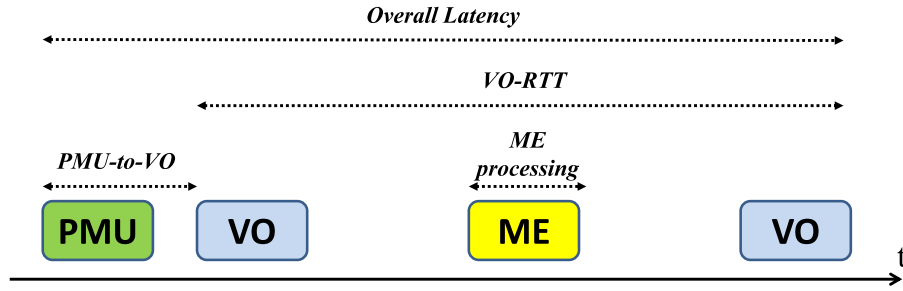 Overall Latency
VO-RTT
PMU-to-VO
ME
processing
PMU
VO
ME
VO
t